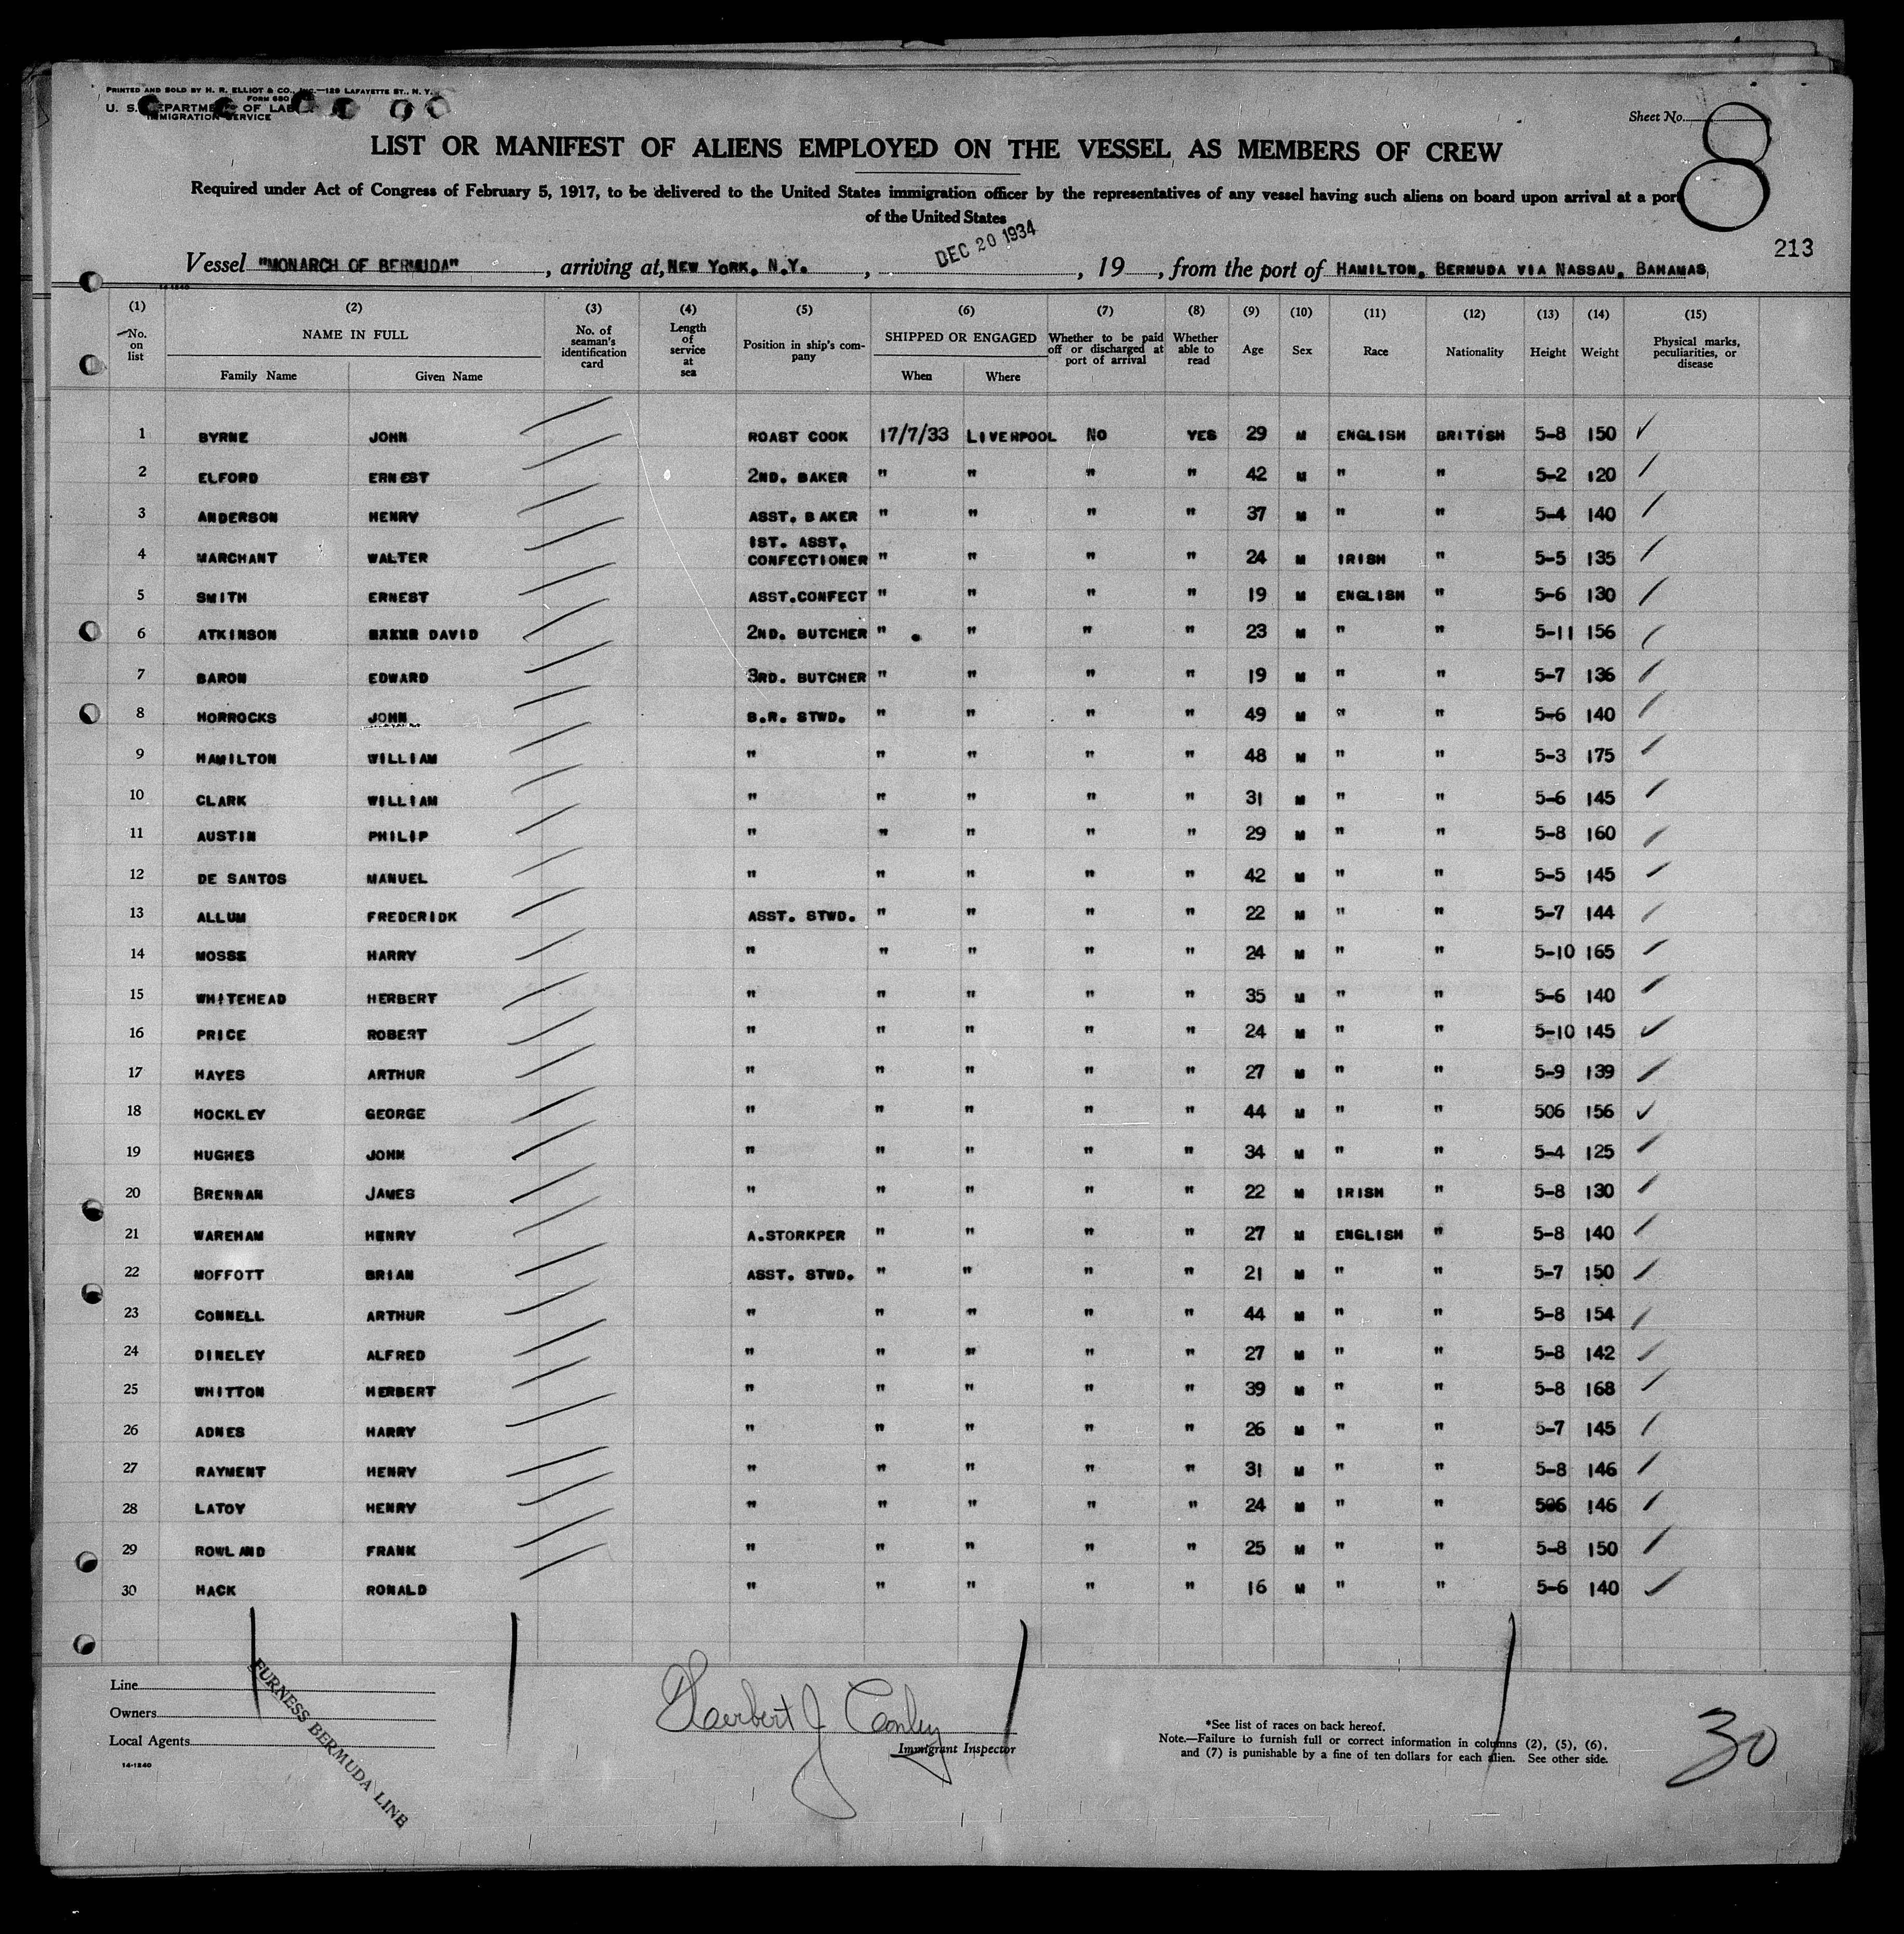 PRINTED AND SOLD BY H. R. ELLIOT & CO., INC.—129 LAFAYETTE ST., N. Y.
FORM 680
U. S. DEPARTMENT OF LABOR
IMMIGRATION SERVICE
Sheet No. 8
LIST OR MANIFEST OF ALIENS EMPLOYED ON THE VESSEL AS MEMBERS OF CREW
Required under Act of Congress of February 5, 1917, to be delivered to the United States immigration officer by the representatives of any vessel having such aliens on board upon arrival at a port
of the United States
DEC 20 1934
213
Vessel "MONARCH OF BERMUDA", arriving at, NEW YORK. N.Y., , 19 , from the port of HAMILTON. BERMUDA VIA NASSAU. BAHAMAS
14-1240
(1) No. on list (2) NAME IN FULL Family Name Given Name (3) No. of seaman's identification card (4) Length of service at sea (5) Position in ship's company (6) SHIPPED OR ENGAGED When Where (7) Whether to be paid off or discharged at port of arrival (8) Whether able to read (9) Age (10) Sex (11) Race (12) Nationality (13) Height (14) Weight (15) Physical marks, peculiarities, or disease
1 BYRNE JOHN ROAST COOK 17/7/33 LIVERPOOL NO YES 29 M ENGLISH BRITISH 5-8 150
2 ELFORD ERNEST 2ND. BAKER " " " " 42 M " " 5-2 120
3 ANDERSON HENRY ASST. BAKER " " " " 37 M " " 5-4 140
4 MARCHANT WALTER 1ST. ASST. CONFECTIONER " " " " 24 M IRISH " 5-5 135
5 SMITH ERNEST ASST.CONFECT " " " " 19 M ENGLISH " 5-6 130
6 ATKINSON DAVID 2ND. BUTCHER " " " " 23 M " " 5-11 156
7 BARON EDWARD 3RD. BUTCHER " " " " 19 M " " 5-7 136
8 HORROCKS JOHN B.R. STWD. " " " " 49 M " " 5-6 140
9 HAMILTON WILLIAM " " " " " 48 M " " 5-3 175
10 CLARK WILLIAM " " " " " 31 M " " 5-6 145
11 AUSTIN PHILIP " " " " " 29 M " " 5-8 160
12 DE SANTOS MANUEL " " " " " 42 M " " 5-5 145
13 ALLUM FREDERIDK ASST. STWD. " " " " 22 M " " 5-7 144
14 MOSSE HARRY " " " " " 24 M " " 5-10 165
15 WHITEHEAD HERBERT " " " " " 35 M " " 5-6 140
16 PRICE ROBERT " " " " " 24 M " " 5-10 145
17 HAYES ARTHUR " " " " " 27 M " " 5-9 139
18 HOCKLEY GEORGE " " " " " 44 M " " 506 156
19 HUGHES JOHN " " " " " 34 M " " 5-4 125
20 BRENNAN JAMES " " " " " 22 M IRISH " 5-8 130
21 WAREHAM HENRY A.STORKPER " " " " 27 M ENGLISH " 5-8 140
22 MOFFOTT BRIAN ASST. STWD. " " " " 21 M " " 5-7 150
23 CONNELL ARTHUR " " " " " 44 M " " 5-8 154
24 DINELEY ALFRED " " " " " 27 M " " 5-8 142
25 WHITTON HERBERT " " " " " 39 M " " 5-8 168
26 ADNES HARRY " " " " " 26 M " " 5-7 145
27 RAYMENT HENRY " " " " " 31 M " " 5-8 146
28 LATOY HENRY " " " " " 24 M " " 506 146
29 ROWLAND FRANK " " " " " 25 M " " 5-8 150
30 HACK RONALD " " " " " 16 M " " 5-6 140
Line
Owners
Local Agents
14-1240
FURNESS BERMUDA LINE
Herbert J Conley
Immigrant Inspector
*See list of races on back hereof.
Note.—Failure to furnish full or correct information in columns (2), (5), (6),
and (7) is punishable by a fine of ten dollars for each alien. See other side.
30